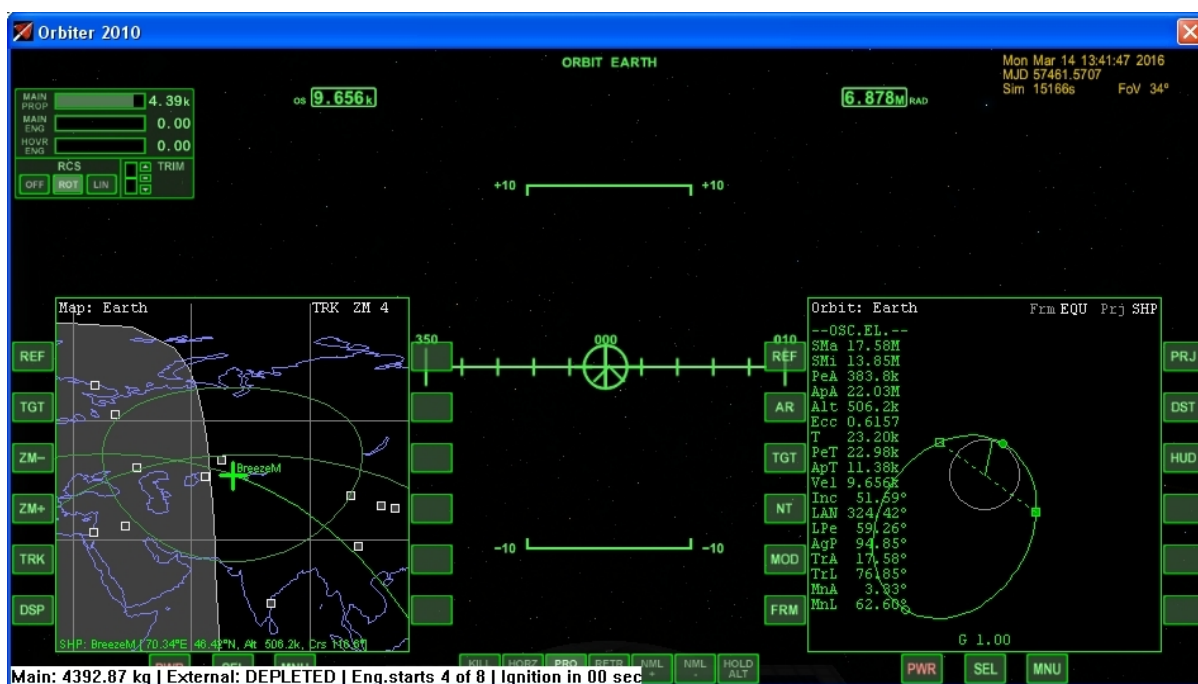 Orbiter 2010
ORBIT EARTH
Mon Mar 14 13:41:47 2016
MJD 57461.5707
Sim 15166s FoV 34°
MAIN PROP 4.39k
MAIN ENG 0.00
HOVR ENG 0.00
RCS TRIM
OFF ROT LIN
OS 9.656k
6.878M RAD
+10 +10
350 000 010
-10 -10
Map: Earth TRK ZM 4
REF
TGT
ZM-
ZM+
TRK
DSP
BreezeM
SHP: BreezeM [70.34°E 46.42°N, Alt 506.2k, Crs 116.6°]
PWR SEL MNU
Orbit: Earth Frm EQU Prj SHP
--OSC.EL.--
SMa 17.58M
SMi 13.85M
PeA 383.8k
ApA 22.03M
Alt 506.2k
Ecc 0.6157
T 23.20k
PeT 22.98k
ApT 11.38k
Vel 9.656k
Inc 51.59°
LAN 324.42°
LPe 59.26°
AgP 94.85°
TrA 17.58°
TrL 76.85°
MnA 3.33°
MnL 62.60°
G 1.00
REF
AR
TGT
NT
MOD
FRM
PRJ
DST
HUD
PWR SEL MNU
KILL HORZ PRO RETR NML + NML - HOLD ALT
Main: 4392.87 kg | External: DEPLETED | Eng.starts 4 of 8 | Ignition in 00 sec